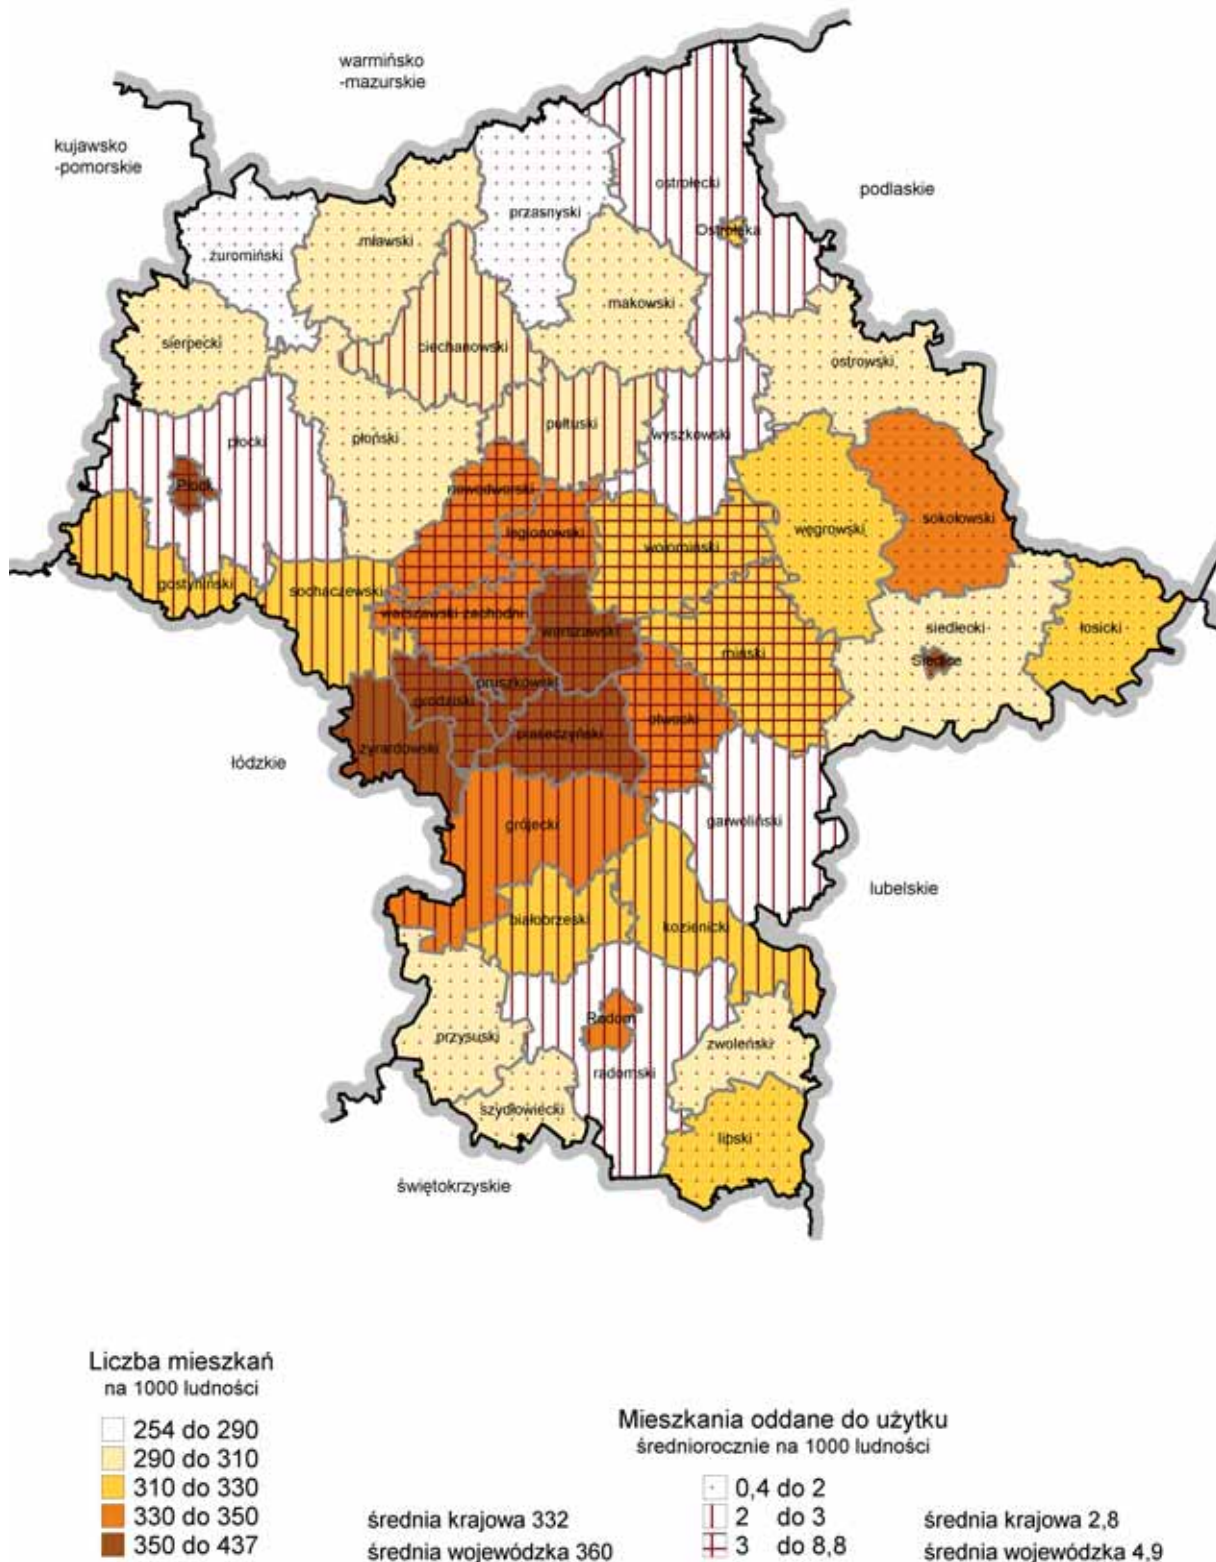 warmińsko
-mazurskie
kujawsko
-pomorskie
podlaskie
ostrołecki
przasnyski
Ostrołęka
mławski
żuromiński
makowski
sierpecki
ciechanowski
ostrowski
pułtuski
wyszkowski
płocki
płoński
Płock
nowodworski
sokołowski
węgrowski
legionowski
wołomiński
gostyniński
sochaczewski
warszawski zachodni
warszawski
siedlecki
łosicki
miński
Siedlce
pruszkowski
grodziski
otwocki
piaseczyński
żyrardowski
łódzkie
grójecki
garwoliński
lubelskie
białobrzeski
kozienicki
Radom
przysuski
zwoleński
radomski
szydłowiecki
lipski
świętokrzyskie
Liczba mieszkań
na 1000 ludności
254 do 290
290 do 310
310 do 330
330 do 350
350 do 437
średnia krajowa 332
średnia wojewódzka 360
Mieszkania oddane do użytku
średniorocznie na 1000 ludności
0,4 do 2
2 do 3
3 do 8,8
średnia krajowa 2,8
średnia wojewódzka 4,9